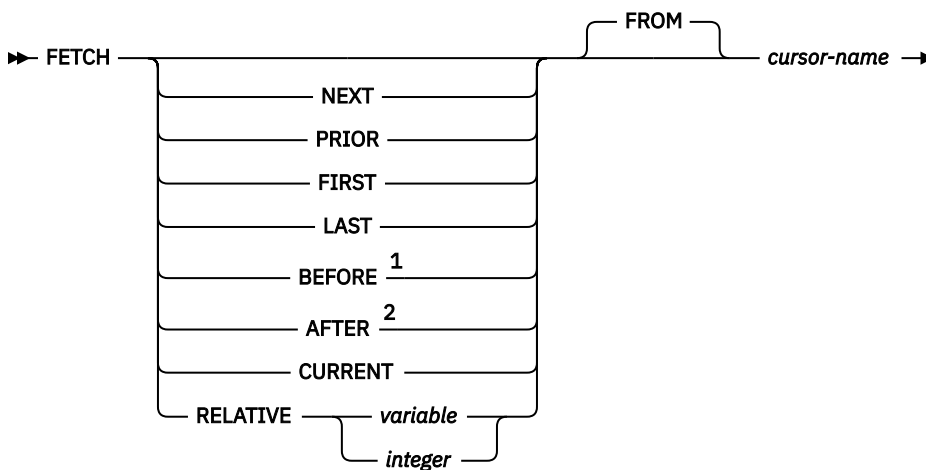 FROM
FETCH cursor-name
NEXT
PRIOR
FIRST
LAST
BEFORE 1
AFTER 2
CURRENT
RELATIVE variable
integer